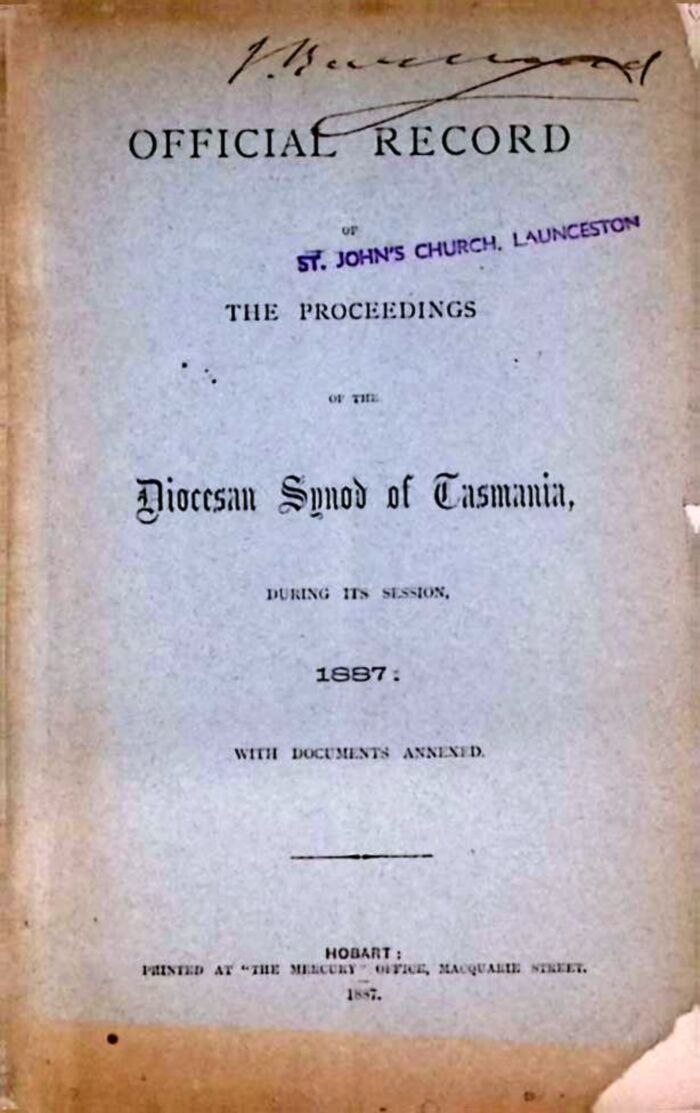 OFFICIAL RECORD
OF
ST. JOHN'S CHURCH, LAUNCESTON
THE PROCEEDINGS
OF THE
Diocesan Synod of Tasmania,
DURING ITS SESSION,
1887:
WITH DOCUMENTS ANNEXED.
HOBART:
PRINTED AT "THE MERCURY" OFFICE, MACQUARIE STREET.
1887.